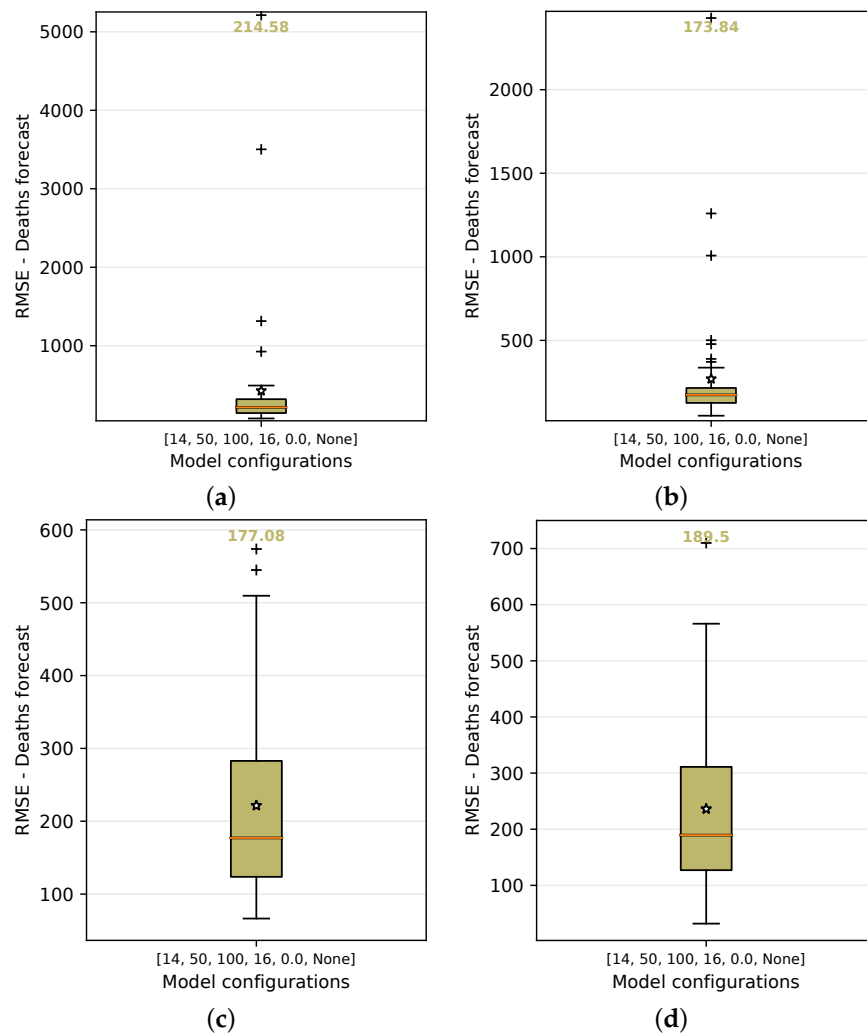 214.58
5000
4000
3000
2000
1000
RMSE - Deaths forecast
[14, 50, 100, 16, 0.0, None]
Model configurations
(a)
173.84
2000
1500
1000
500
RMSE - Deaths forecast
[14, 50, 100, 16, 0.0, None]
Model configurations
(b)
177.08
600
500
400
300
200
100
RMSE - Deaths forecast
[14, 50, 100, 16, 0.0, None]
Model configurations
(c)
189.5
700
600
500
400
300
200
100
RMSE - Deaths forecast
[14, 50, 100, 16, 0.0, None]
Model configurations
(d)